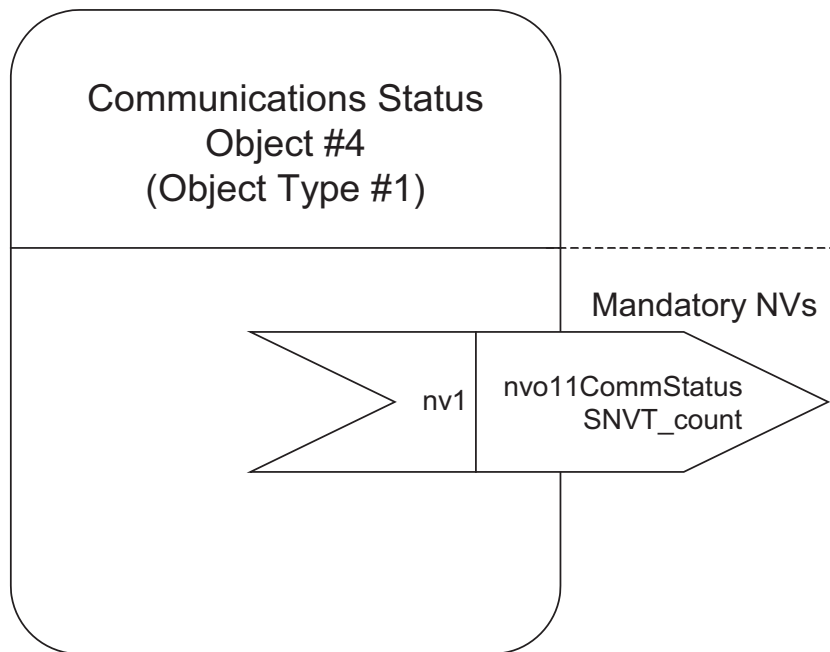 Communications Status
Object #4
(Object Type #1)
Mandatory NVs
nv1
nvo11CommStatus
SNVT_count